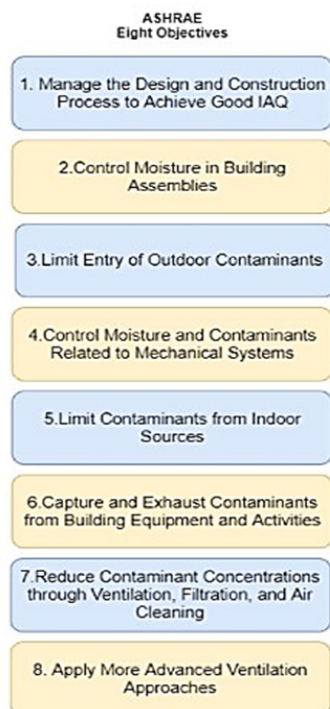 ASHRAE
Eight Objectives
1. Manage the Design and Construction
Process to Achieve Good IAQ
2.Control Moisture in Building
Assemblies
3.Limit Entry of Outdoor Contaminants
4.Control Moisture and Contaminants
Related to Mechanical Systems
5.Limit Contaminants from Indoor
Sources
6.Capture and Exhaust Contaminants
from Building Equipment and Activities
7.Reduce Contaminant Concentrations
through Ventilation, Filtration, and Air
Cleaning
8. Apply More Advanced Ventilation
Approaches